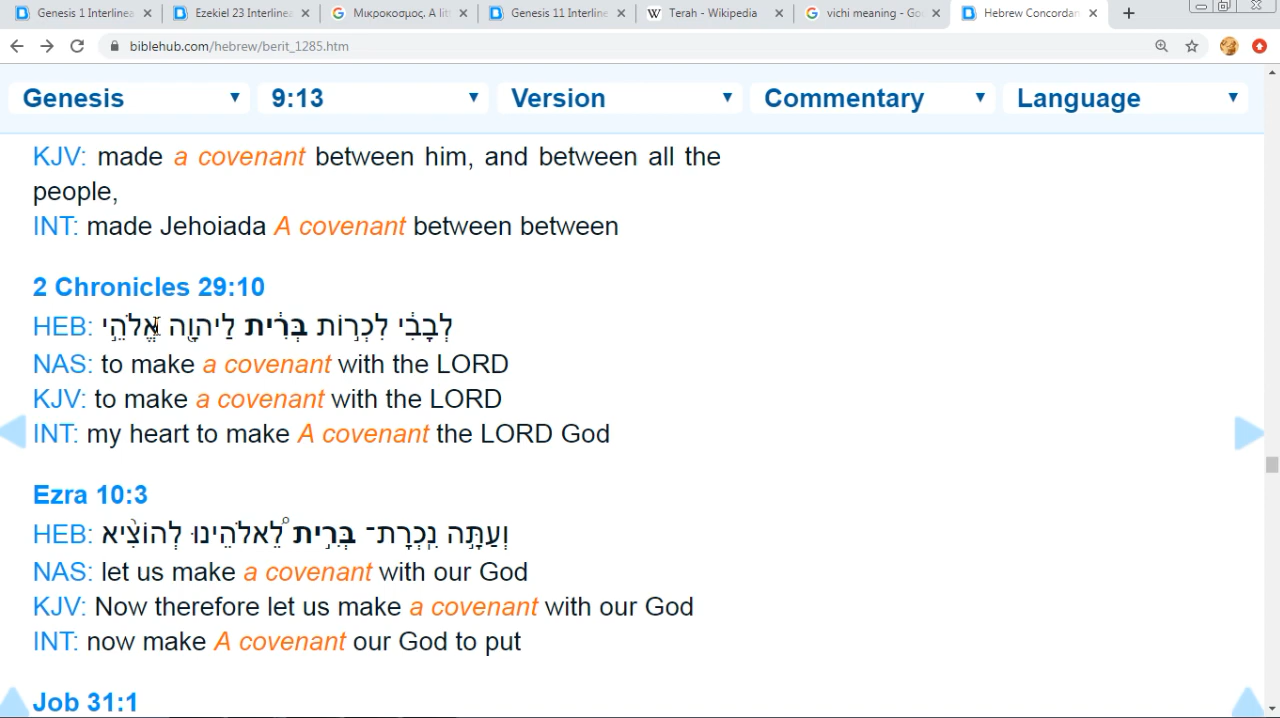 Genesis 1 Interlinea
Ezekiel 23 Interlinea
Μικροκοσμος, A lit
Genesis 11 Interline
Terah - Wikipedia
vichi meaning - Go
Hebrew Concordan
biblehub.com/hebrew/berit_1285.htm
Genesis 9:13 Version Commentary Language
KJV: made a covenant between him, and between all the
people,
INT: made Jehoiada A covenant between between
2 Chronicles 29:10
HEB: לְבָבִ֔י לִכְר֣וֹת בְּרִ֔ית לַיהוָ֖ה אֱלֹהֵ֣י
NAS: to make a covenant with the LORD
KJV: to make a covenant with the LORD
INT: my heart to make A covenant the LORD God
Ezra 10:3
HEB: וְעַתָּ֣ה נִֽכְרָת־ בְּרִ֣ית לֵ֠אלֹהֵינוּ לְהוֹצִ֨יא
NAS: let us make a covenant with our God
KJV: Now therefore let us make a covenant with our God
INT: now make A covenant our God to put
Job 31:1